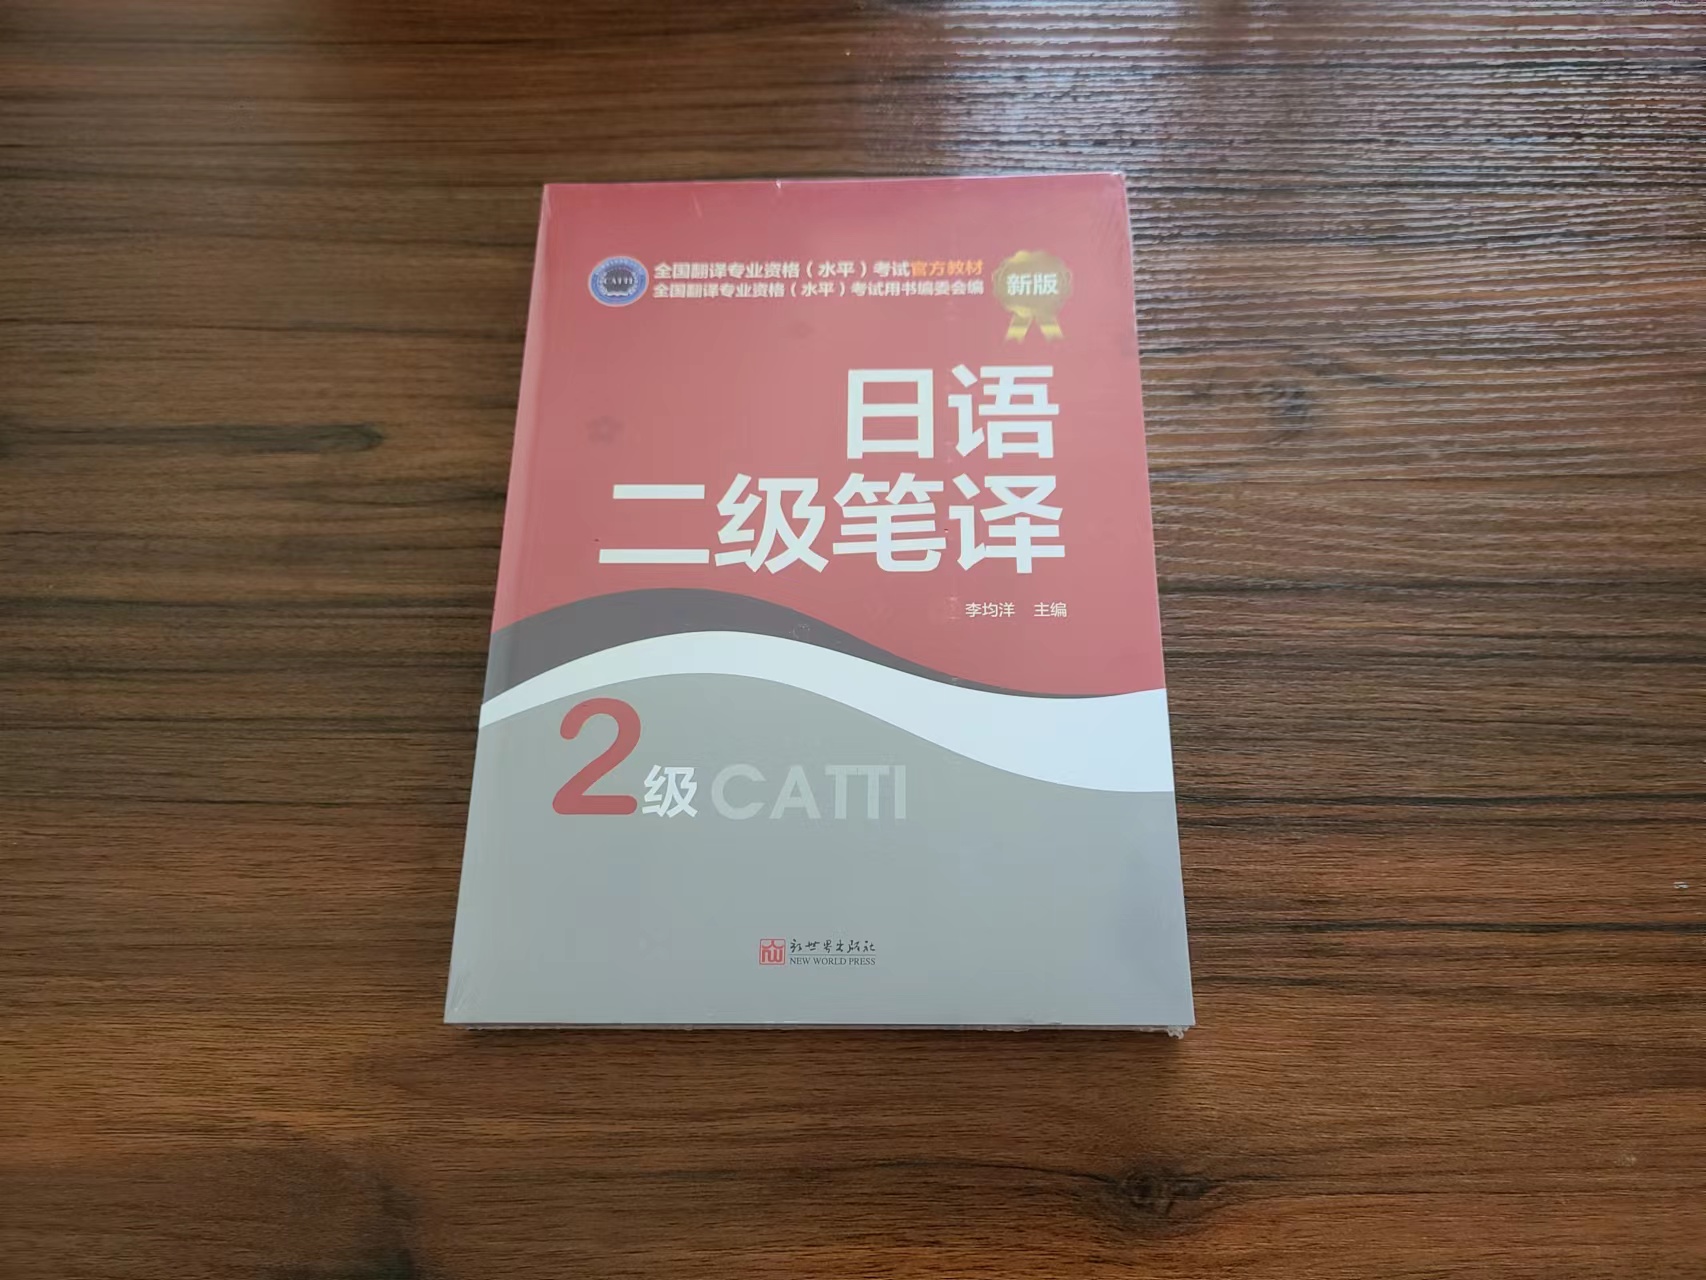 CATTI
全国翻译专业资格（水平）考试官方教材
全国翻译专业资格（水平）考试用书编委会编
新版
日语
二级笔译
李均洋 主编
2级 CATTI
新世界出版社
NEW WORLD PRESS